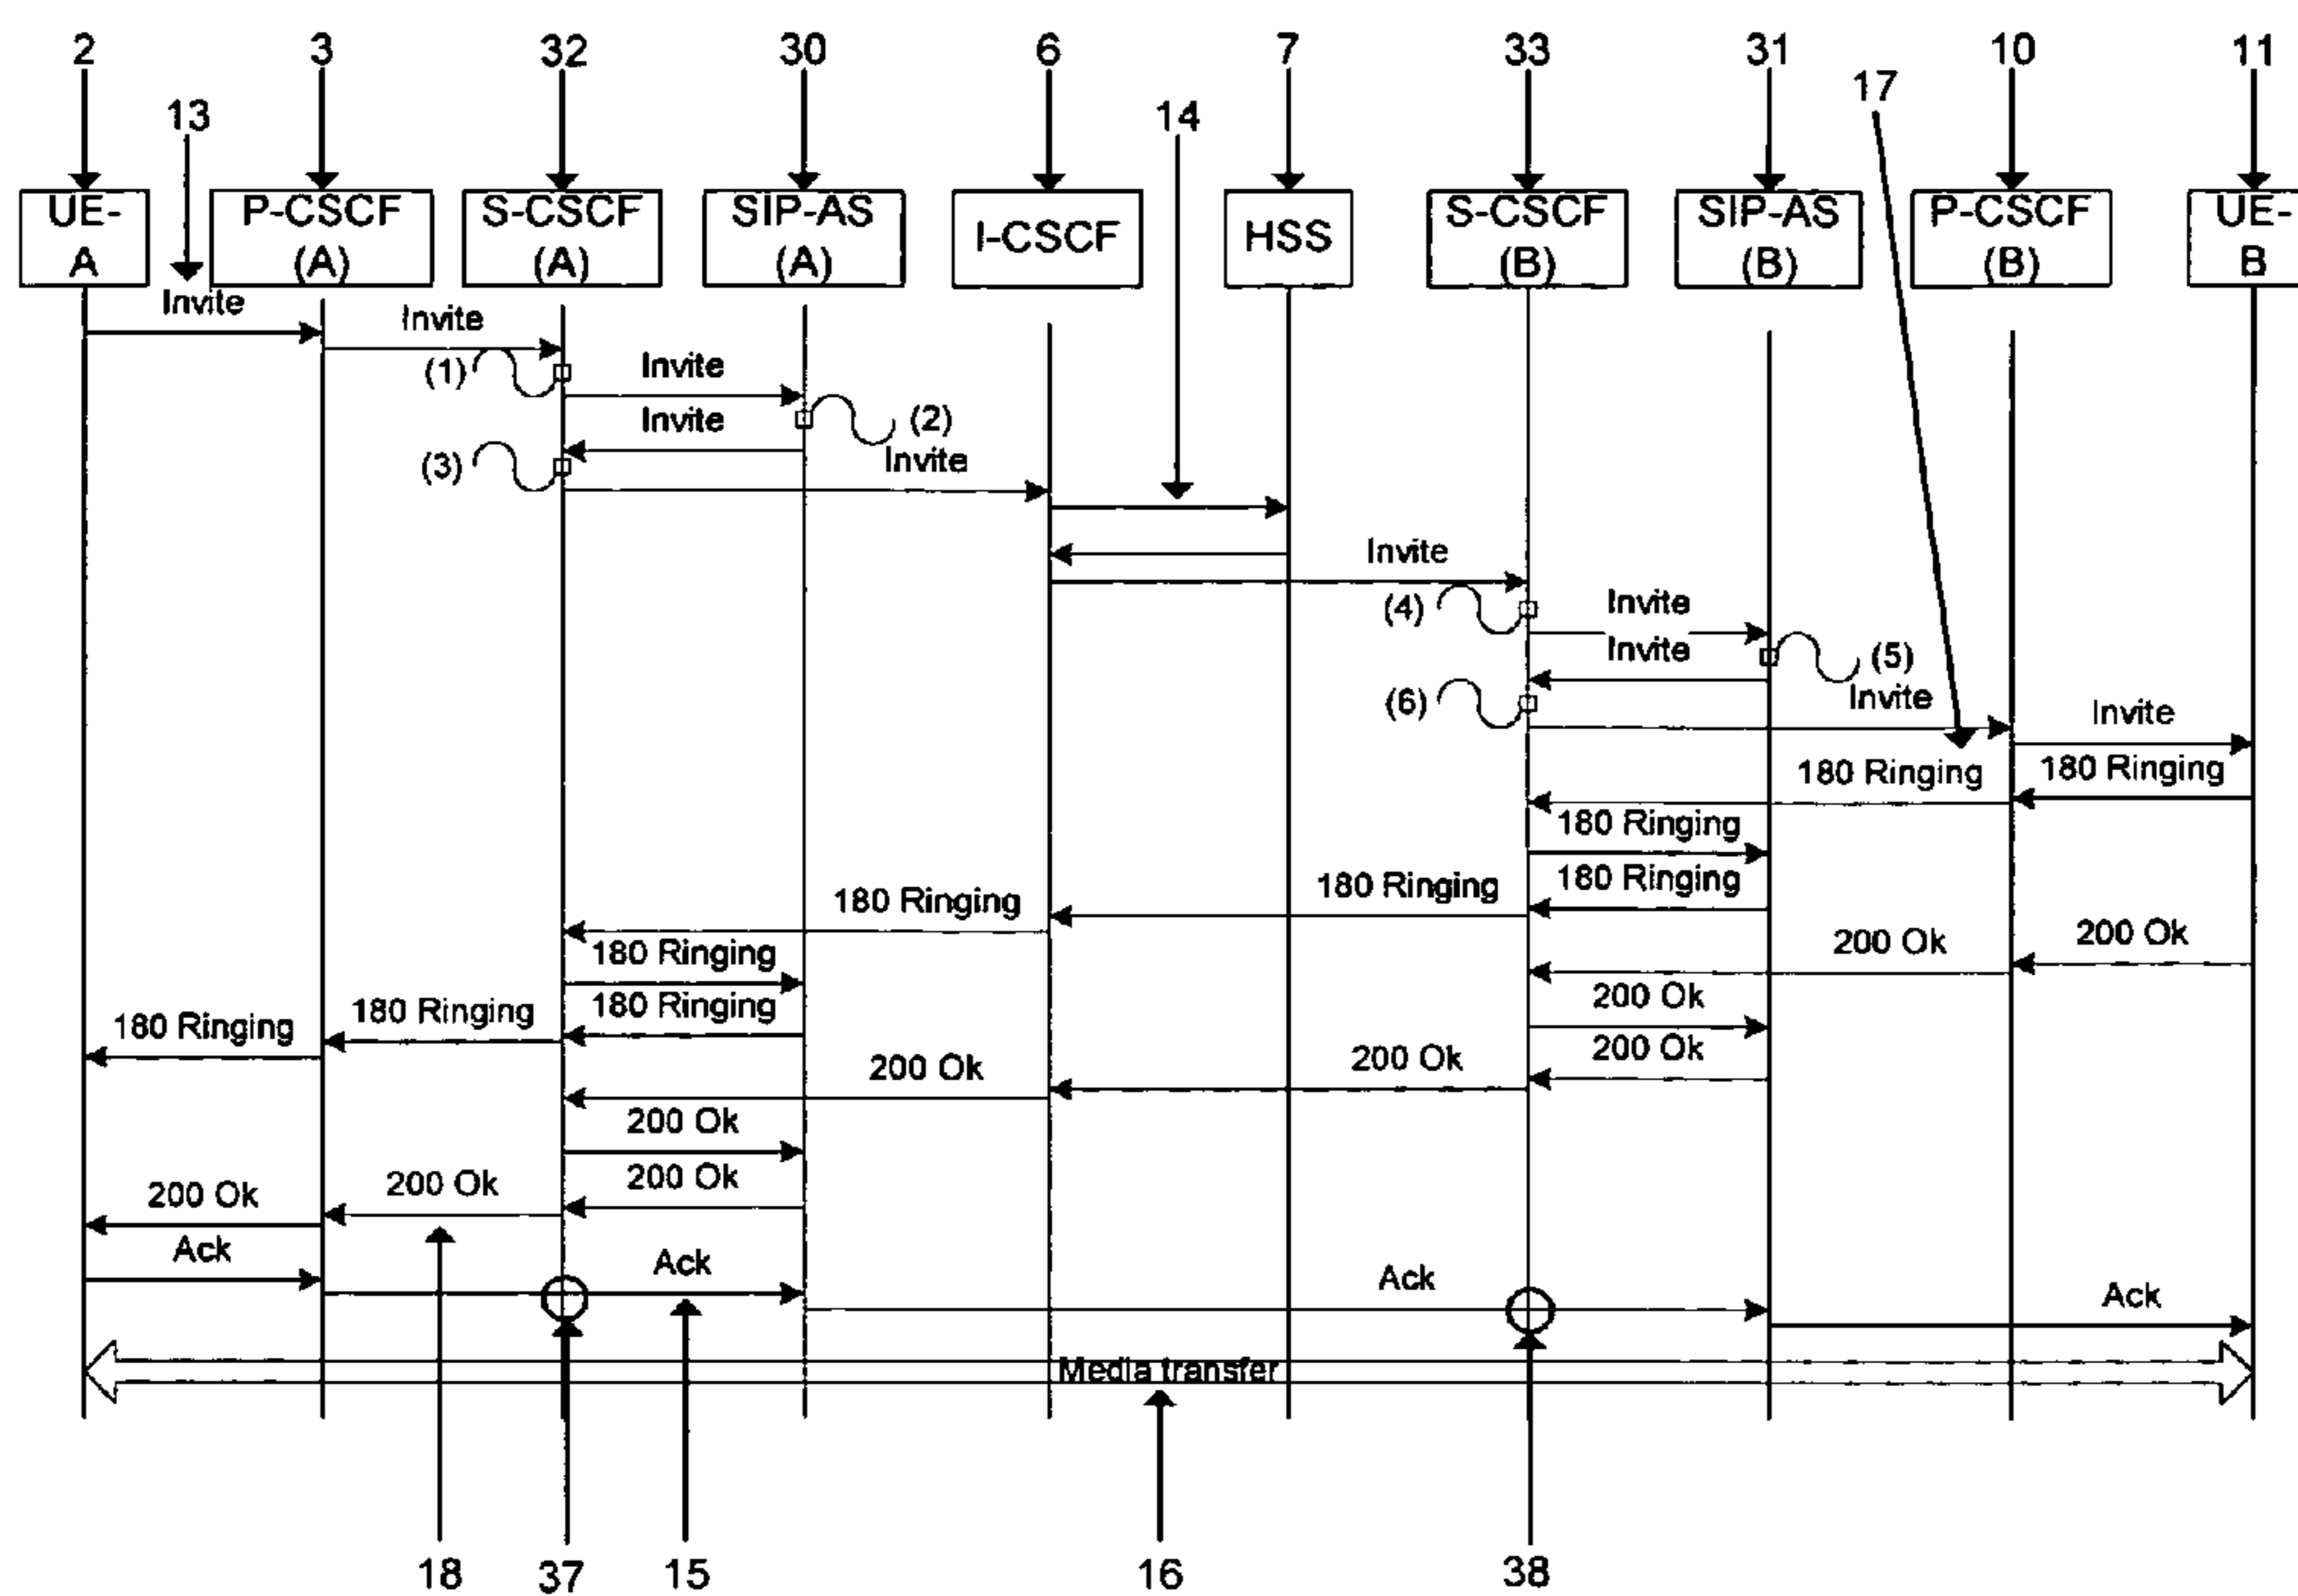 2 3 32 30 6 7 33 31 10 11
13 14 17
UE-A P-CSCF (A) S-CSCF (A) SIP-AS (A) I-CSCF HSS S-CSCF (B) SIP-AS (B) P-CSCF (B) UE-B
Invite
Invite
(1)
Invite
Invite
(2)
(3)
Invite
Invite
(4)
Invite
Invite
(5)
(6)
Invite
Invite
180 Ringing
180 Ringing
180 Ringing
180 Ringing
180 Ringing
180 Ringing
200 Ok
200 Ok
180 Ringing
200 Ok
180 Ringing
180 Ringing
180 Ringing
200 Ok
200 Ok
200 Ok
200 Ok
200 Ok
200 Ok
200 Ok
Ack
Ack
Ack
Ack
Media transfer
18 37 15 16 38